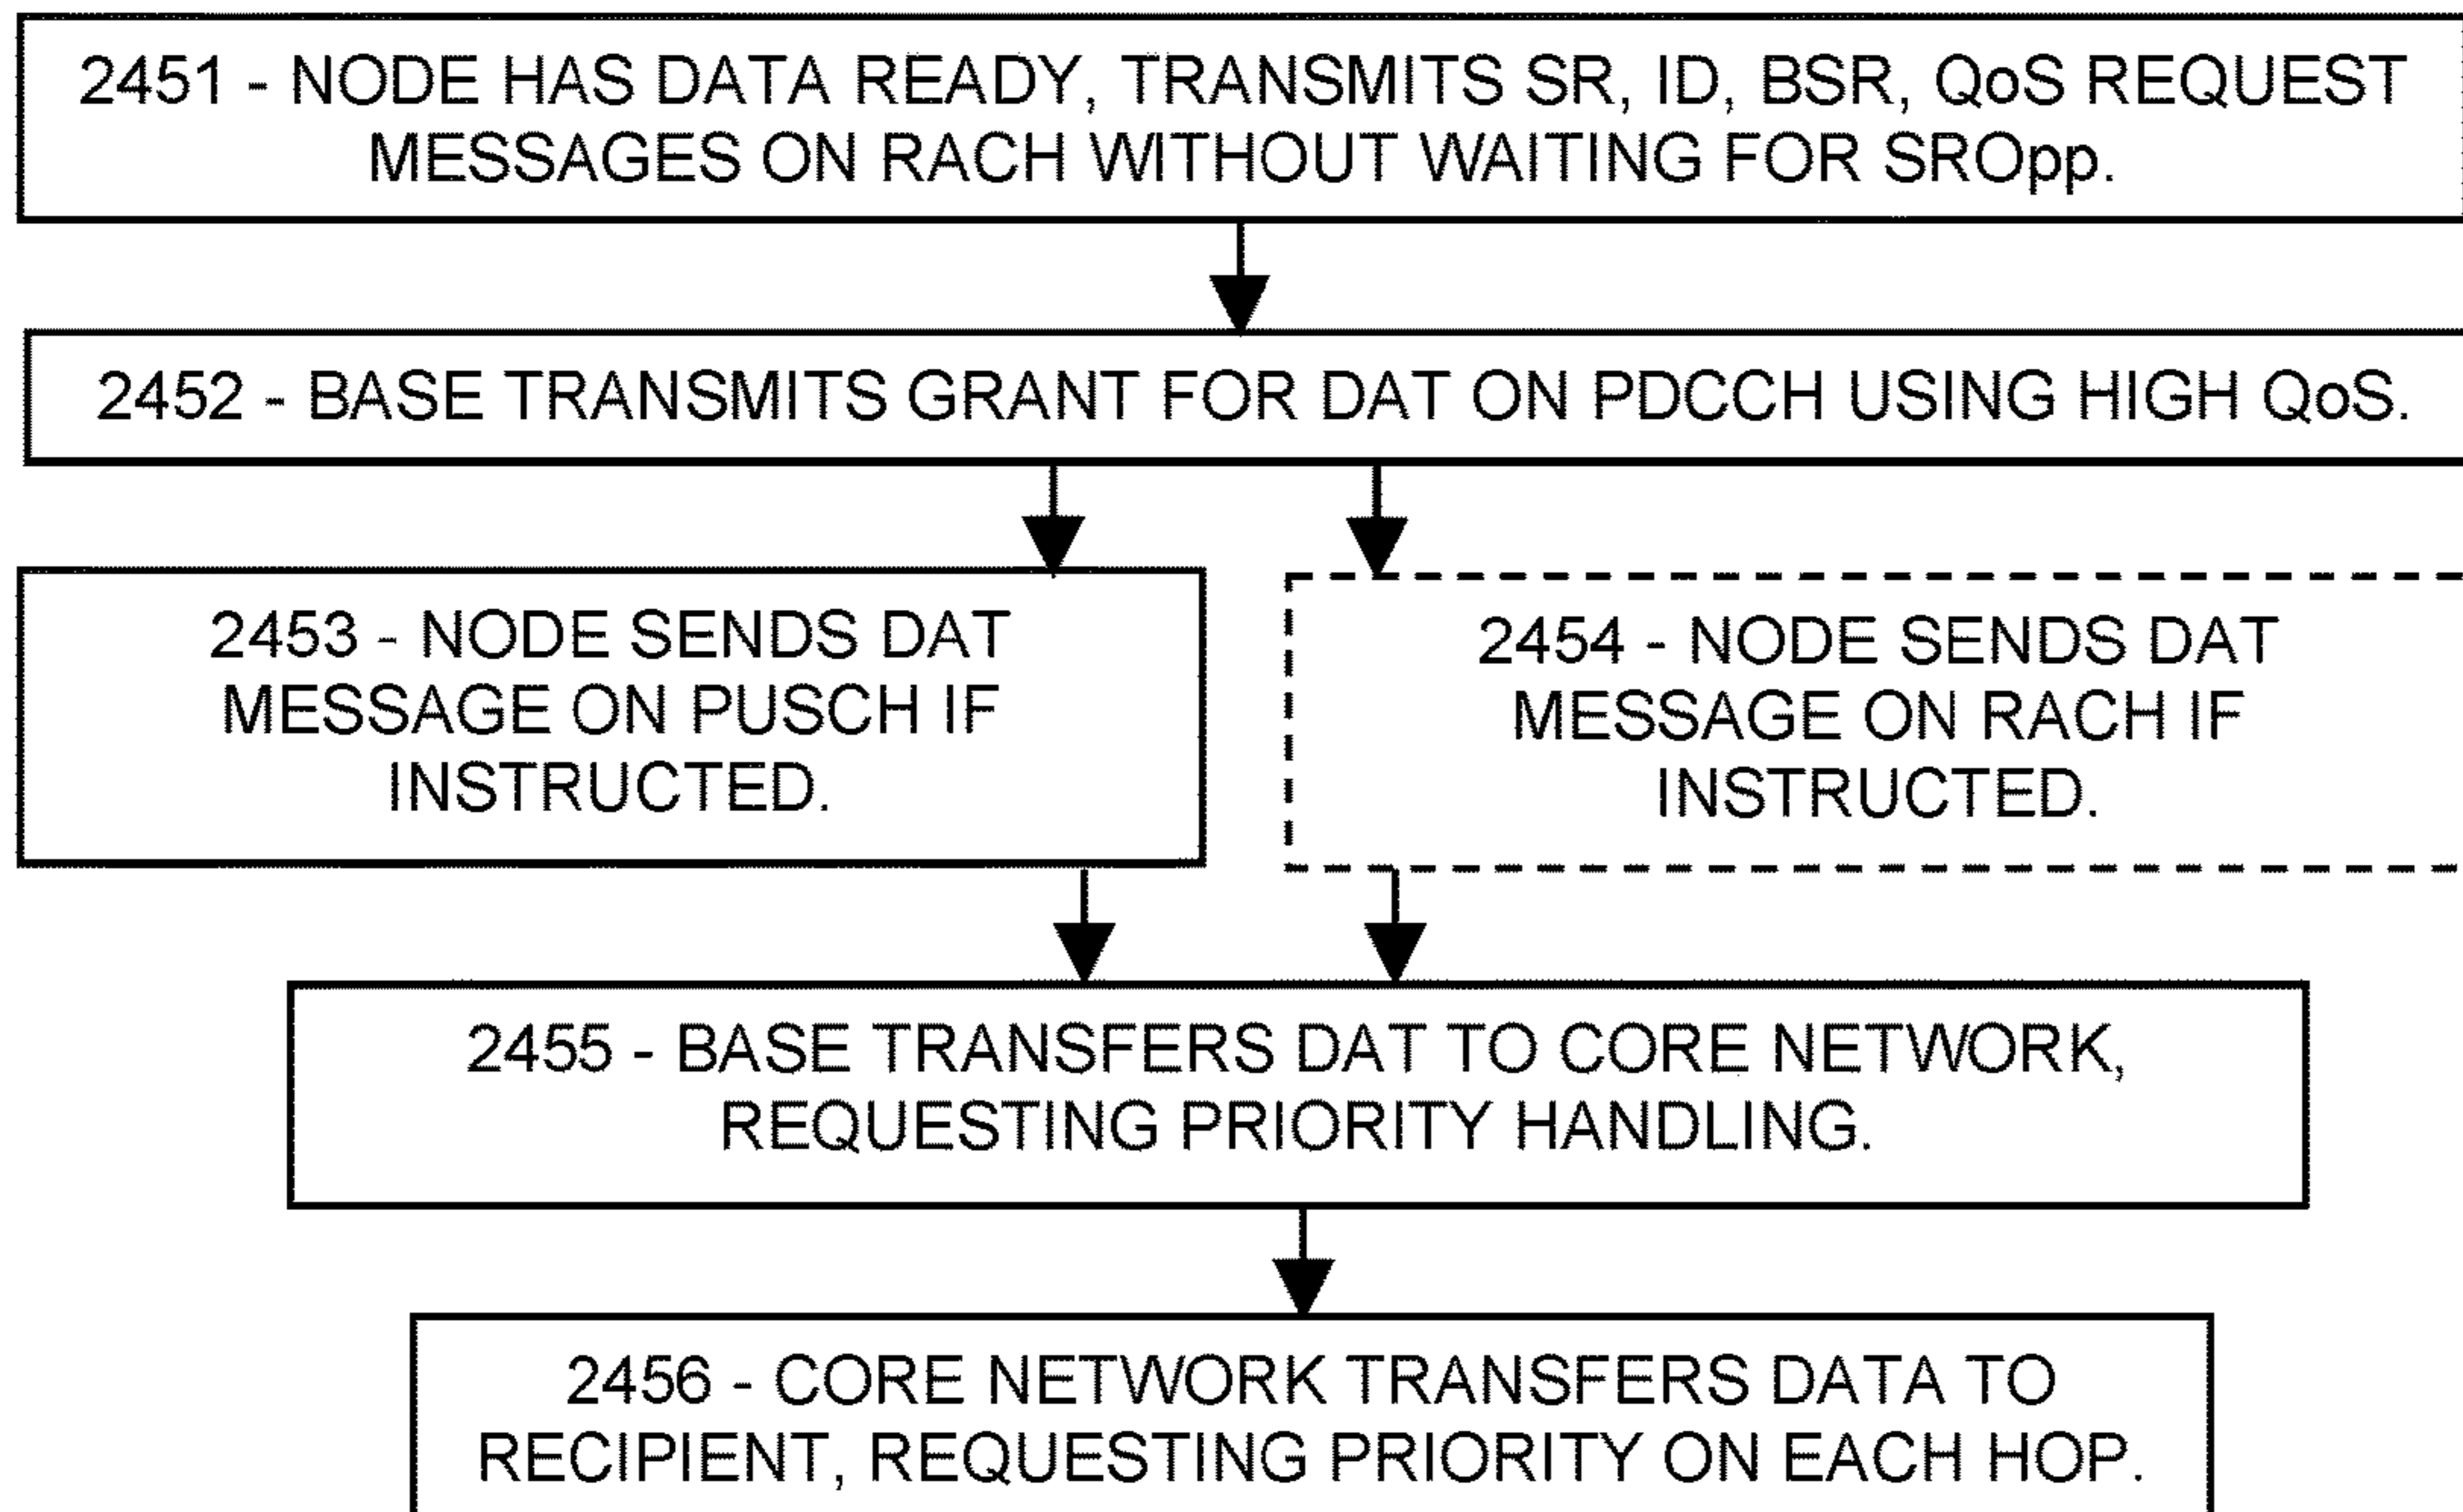 2451 - NODE HAS DATA READY, TRANSMITS SR, ID, BSR, QoS REQUEST
MESSAGES ON RACH WITHOUT WAITING FOR SROpp.
2452 - BASE TRANSMITS GRANT FOR DAT ON PDCCH USING HIGH QoS.
2453 - NODE SENDS DAT
MESSAGE ON PUSCH IF
INSTRUCTED.
2454 - NODE SENDS DAT
MESSAGE ON RACH IF
INSTRUCTED.
2455 - BASE TRANSFERS DAT TO CORE NETWORK,
REQUESTING PRIORITY HANDLING.
2456 - CORE NETWORK TRANSFERS DATA TO
RECIPIENT, REQUESTING PRIORITY ON EACH HOP.